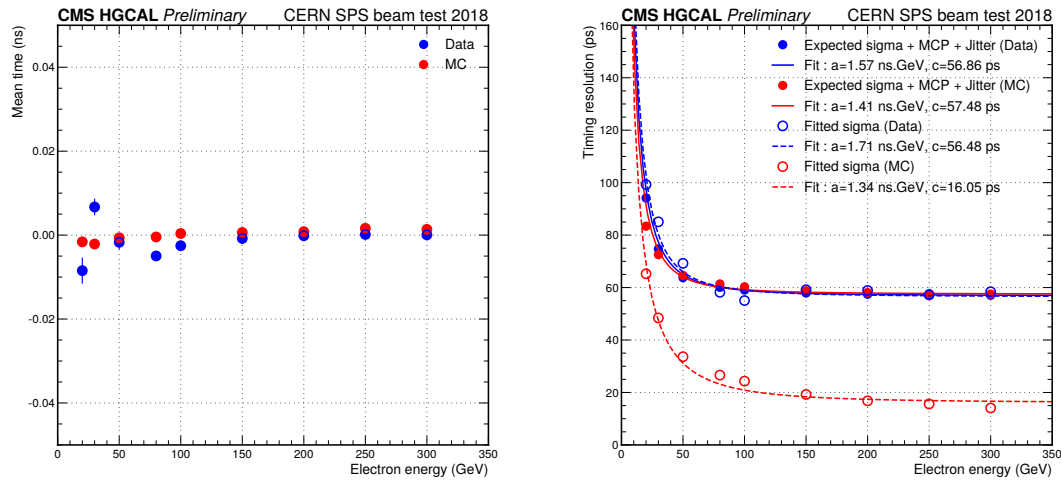 CMS HGCAL Preliminary CERN SPS beam test 2018
Mean time (ns)
0.04
0.02
0.00
-0.02
-0.04
Data
MC
0 50 100 150 200 250 300 350
Electron energy (GeV)
CMS HGCAL Preliminary CERN SPS beam test 2018
Timing resolution (ps)
160
140
120
100
80
60
40
20
0
Expected sigma + MCP + Jitter (Data)
Fit : a=1.57 ns.GeV, c=56.86 ps
Expected sigma + MCP + Jitter (MC)
Fit : a=1.41 ns.GeV, c=57.48 ps
Fitted sigma (Data)
Fit : a=1.71 ns.GeV, c=56.48 ps
Fitted sigma (MC)
Fit : a=1.34 ns.GeV, c=16.05 ps
0 50 100 150 200 250 300 350
Electron energy (GeV)